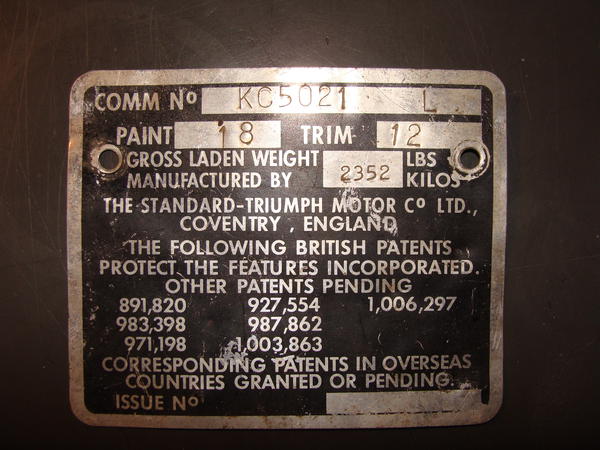 COMM Nº KC5021 L
PAINT 18 TRIM 12
GROSS LADEN WEIGHT 2352 LBS
MANUFACTURED BY KILOS
THE STANDARD-TRIUMPH MOTOR Cº LTD.,
COVENTRY, ENGLAND
THE FOLLOWING BRITISH PATENTS
PROTECT THE FEATURES INCORPORATED.
OTHER PATENTS PENDING
891,820 927,554 1,006,297
983,398 987,862
971,198 1,003,863
CORRESPONDING PATENTS IN OVERSEAS
COUNTRIES GRANTED OR PENDING.
ISSUE Nº